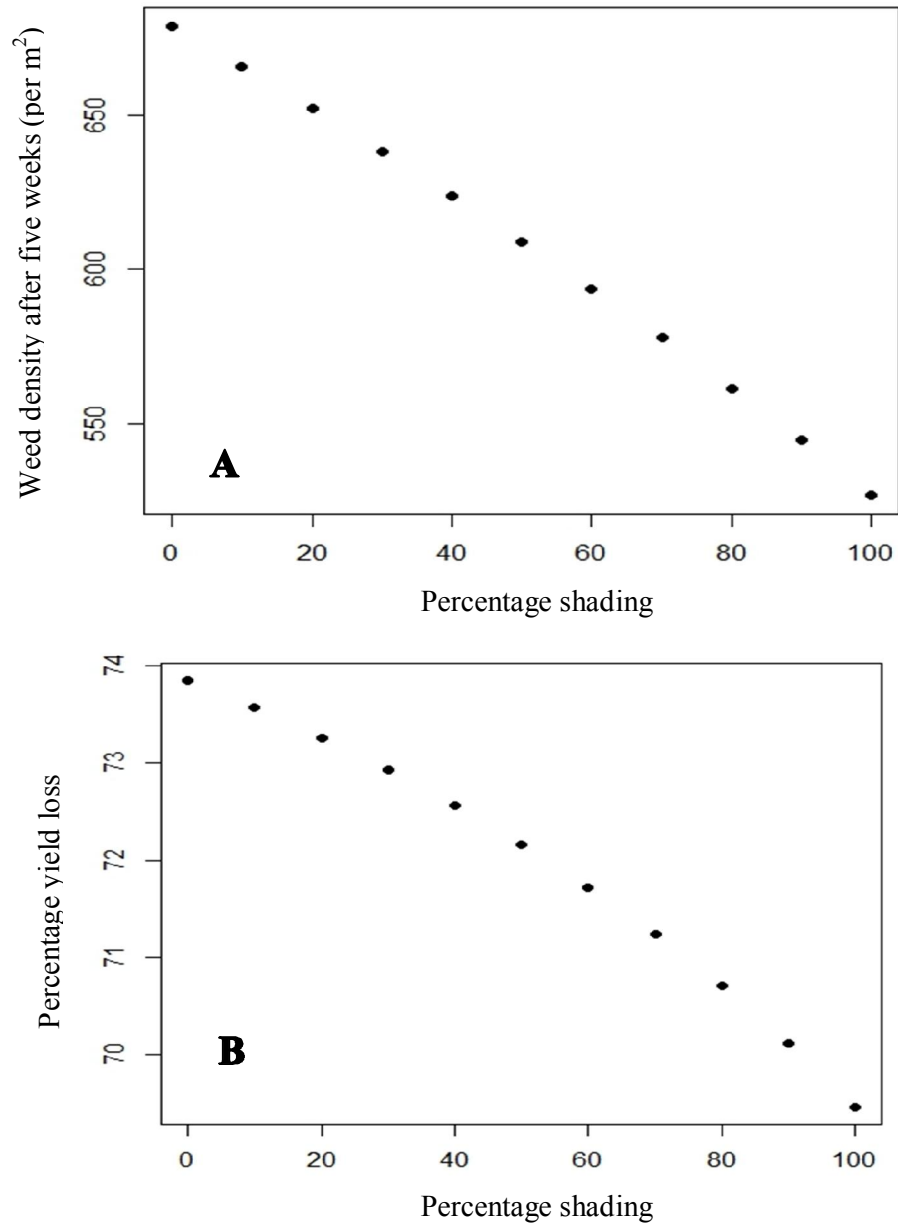 Weed density after five weeks (per m²)
650
600
550
A
0 20 40 60 80 100
Percentage shading
Percentage yield loss
74
73
72
71
70
B
0 20 40 60 80 100
Percentage shading